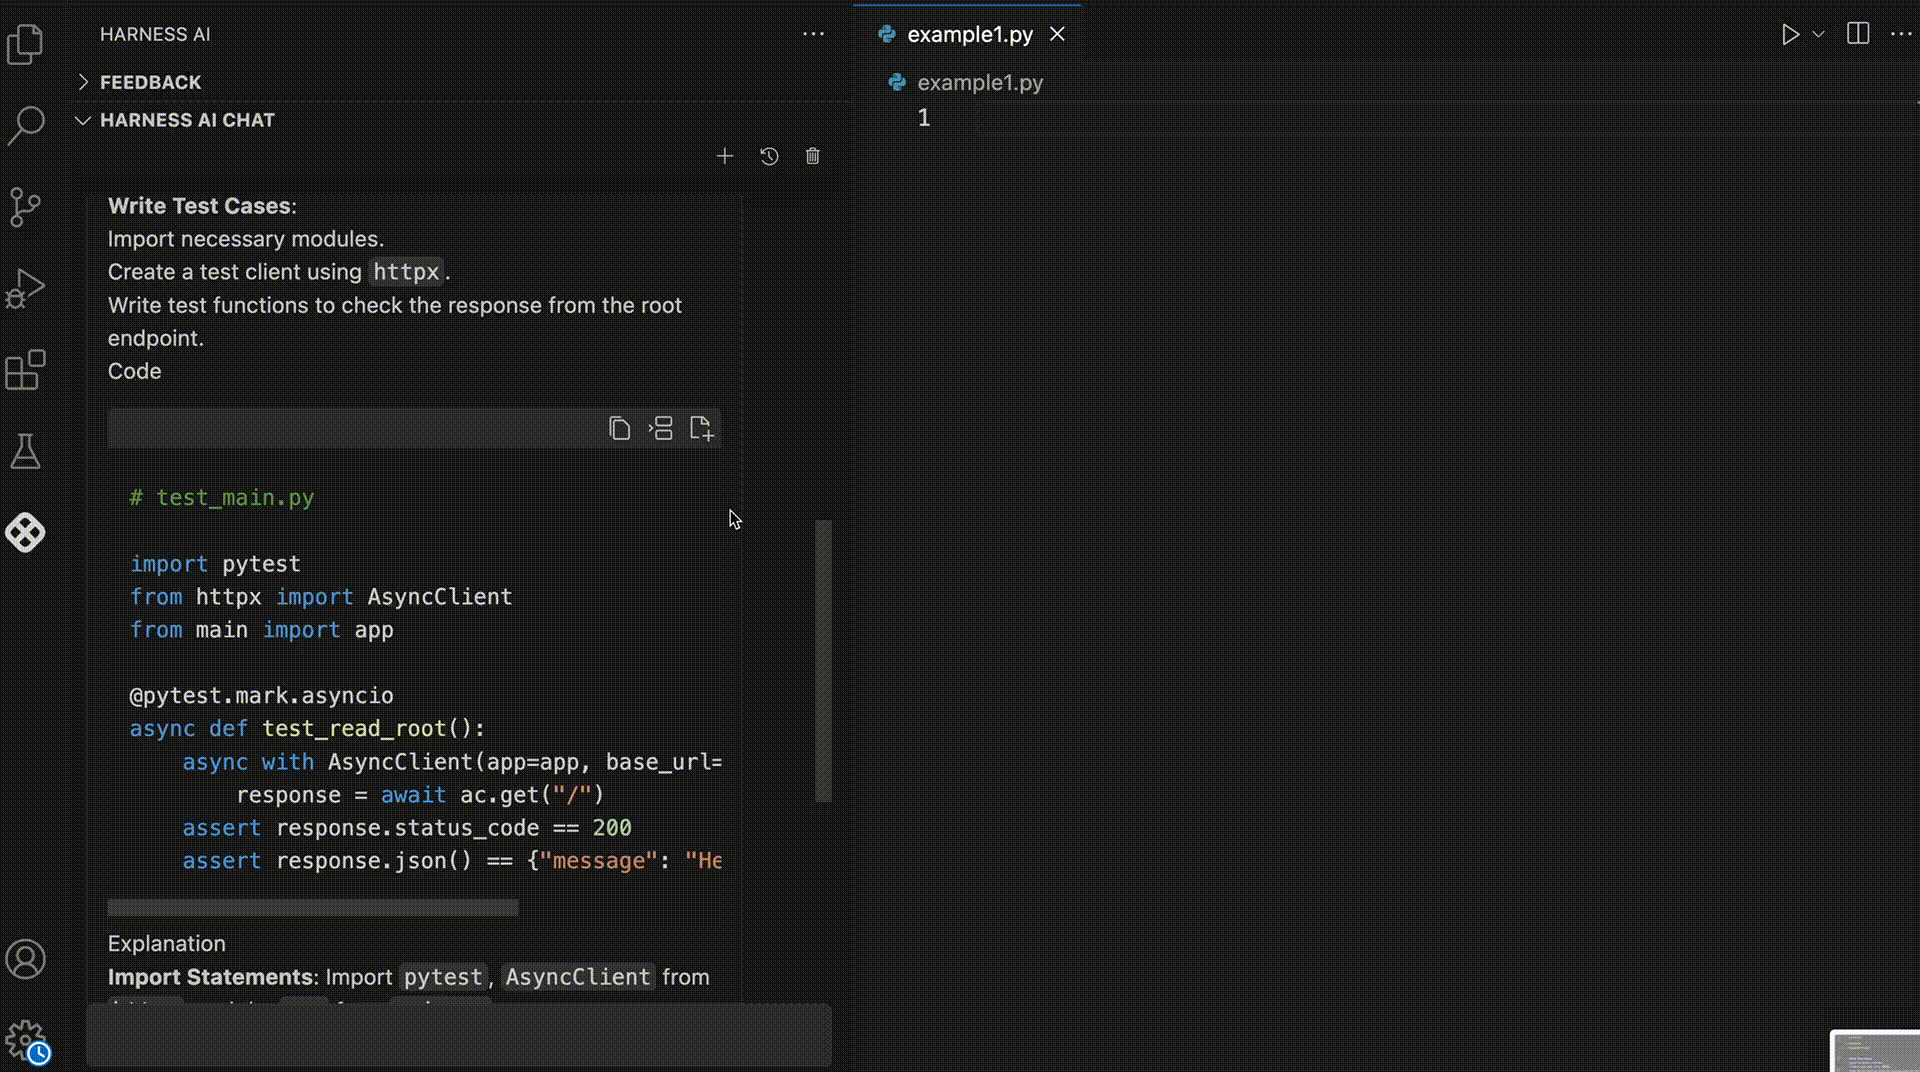 HARNESS AI
FEEDBACK
HARNESS AI CHAT
Write Test Cases:
Import necessary modules.
Create a test client using httpx.
Write test functions to check the response from the root
endpoint.
Code
# test_main.py
import pytest
from httpx import AsyncClient
from main import app
@pytest.mark.asyncio
async def test_read_root():
    async with AsyncClient(app=app, base_url=
        response = await ac.get("/")
    assert response.status_code == 200
    assert response.json() == {"message": "He
Explanation
Import Statements: Import pytest, AsyncClient from
example1.py
example1.py
1